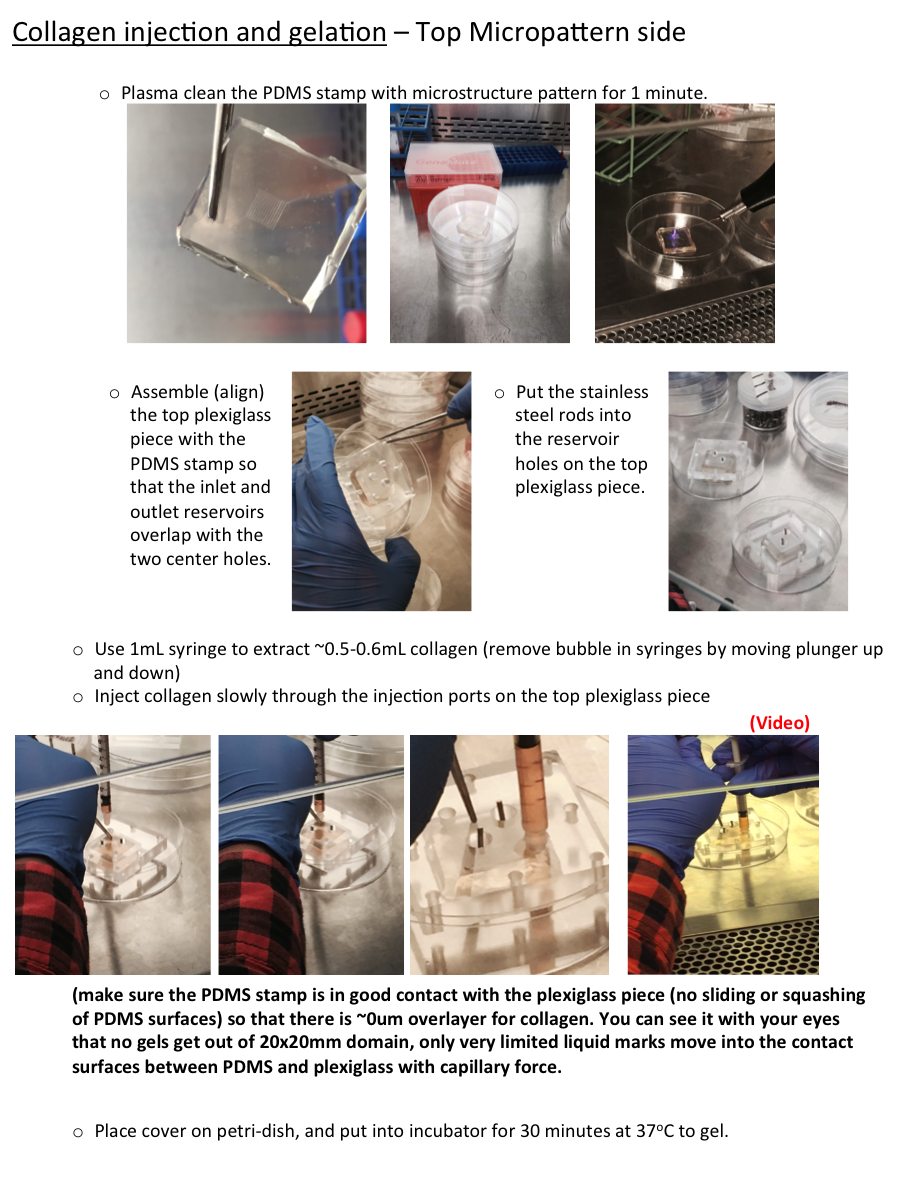 Collagen injection and gelation – Top Micropattern side
o Plasma clean the PDMS stamp with microstructure pattern for 1 minute.
o Assemble (align)
the top plexiglass
piece with the
PDMS stamp so
that the inlet and
outlet reservoirs
overlap with the
two center holes.
o Put the stainless
steel rods into
the reservoir
holes on the top
plexiglass piece.
o Use 1mL syringe to extract ~0.5-0.6mL collagen (remove bubble in syringes by moving plunger up
and down)
o Inject collagen slowly through the injection ports on the top plexiglass piece
(Video)
(make sure the PDMS stamp is in good contact with the plexiglass piece (no sliding or squashing
of PDMS surfaces) so that there is ~0um overlayer for collagen. You can see it with your eyes
that no gels get out of 20x20mm domain, only very limited liquid marks move into the contact
surfaces between PDMS and plexiglass with capillary force.
o Place cover on petri-dish, and put into incubator for 30 minutes at 37°C to gel.